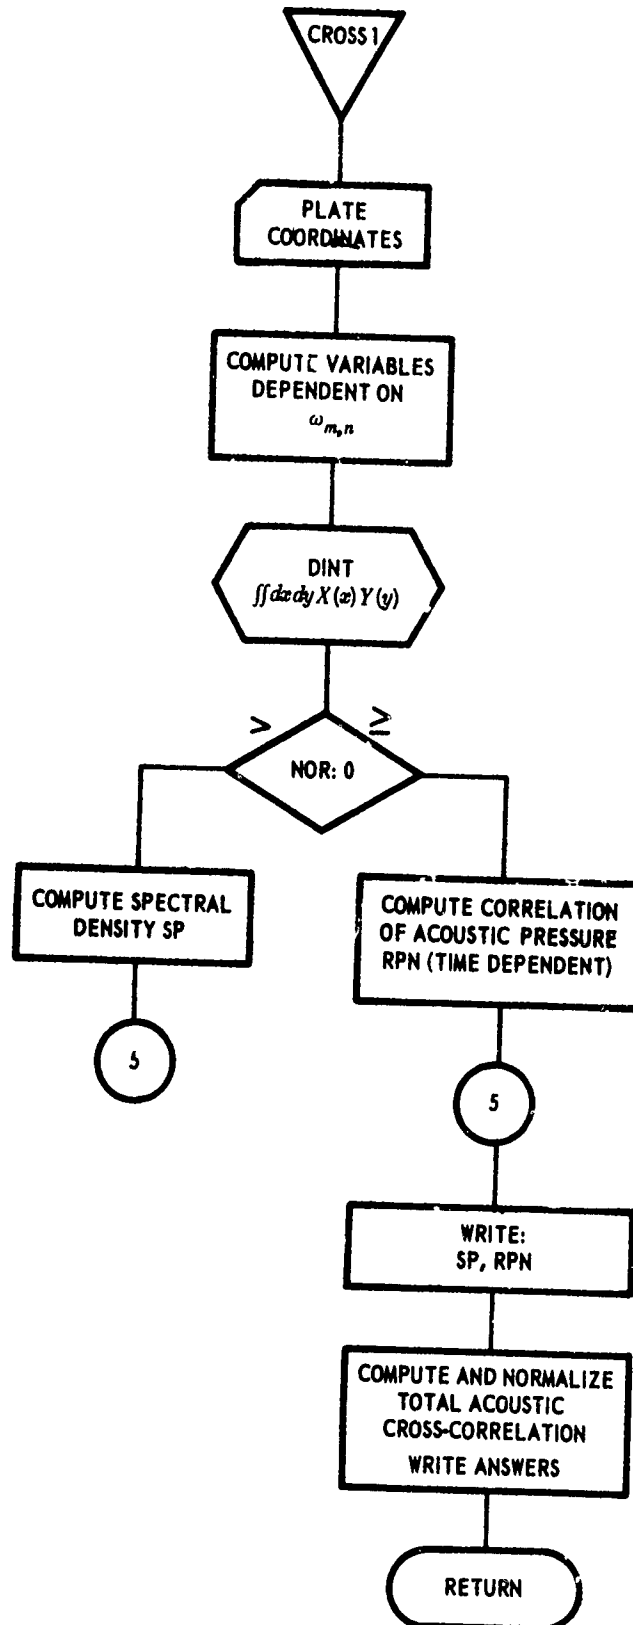 CROSS 1
PLATE
COORDINATES
COMPUTE VARIABLES
DEPENDENT ON
ω_{m,n}
DINT
∬dxdyX(x)Y(y)
> ≥
NOR: 0
COMPUTE SPECTRAL
DENSITY SP
5
COMPUTE CORRELATION
OF ACOUSTIC PRESSURE
RPN (TIME DEPENDENT)
5
WRITE:
SP, RPN
COMPUTE AND NORMALIZE
TOTAL ACOUSTIC
CROSS-CORRELATION
WRITE ANSWERS
RETURN